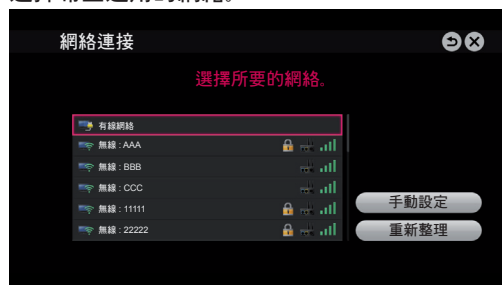 網絡連接
選擇所要的網絡。
有線網絡
無線 : AAA
無線 : BBB
無線 : CCC
無線 : 11111
無線 : 22222
手動設定
重新整理